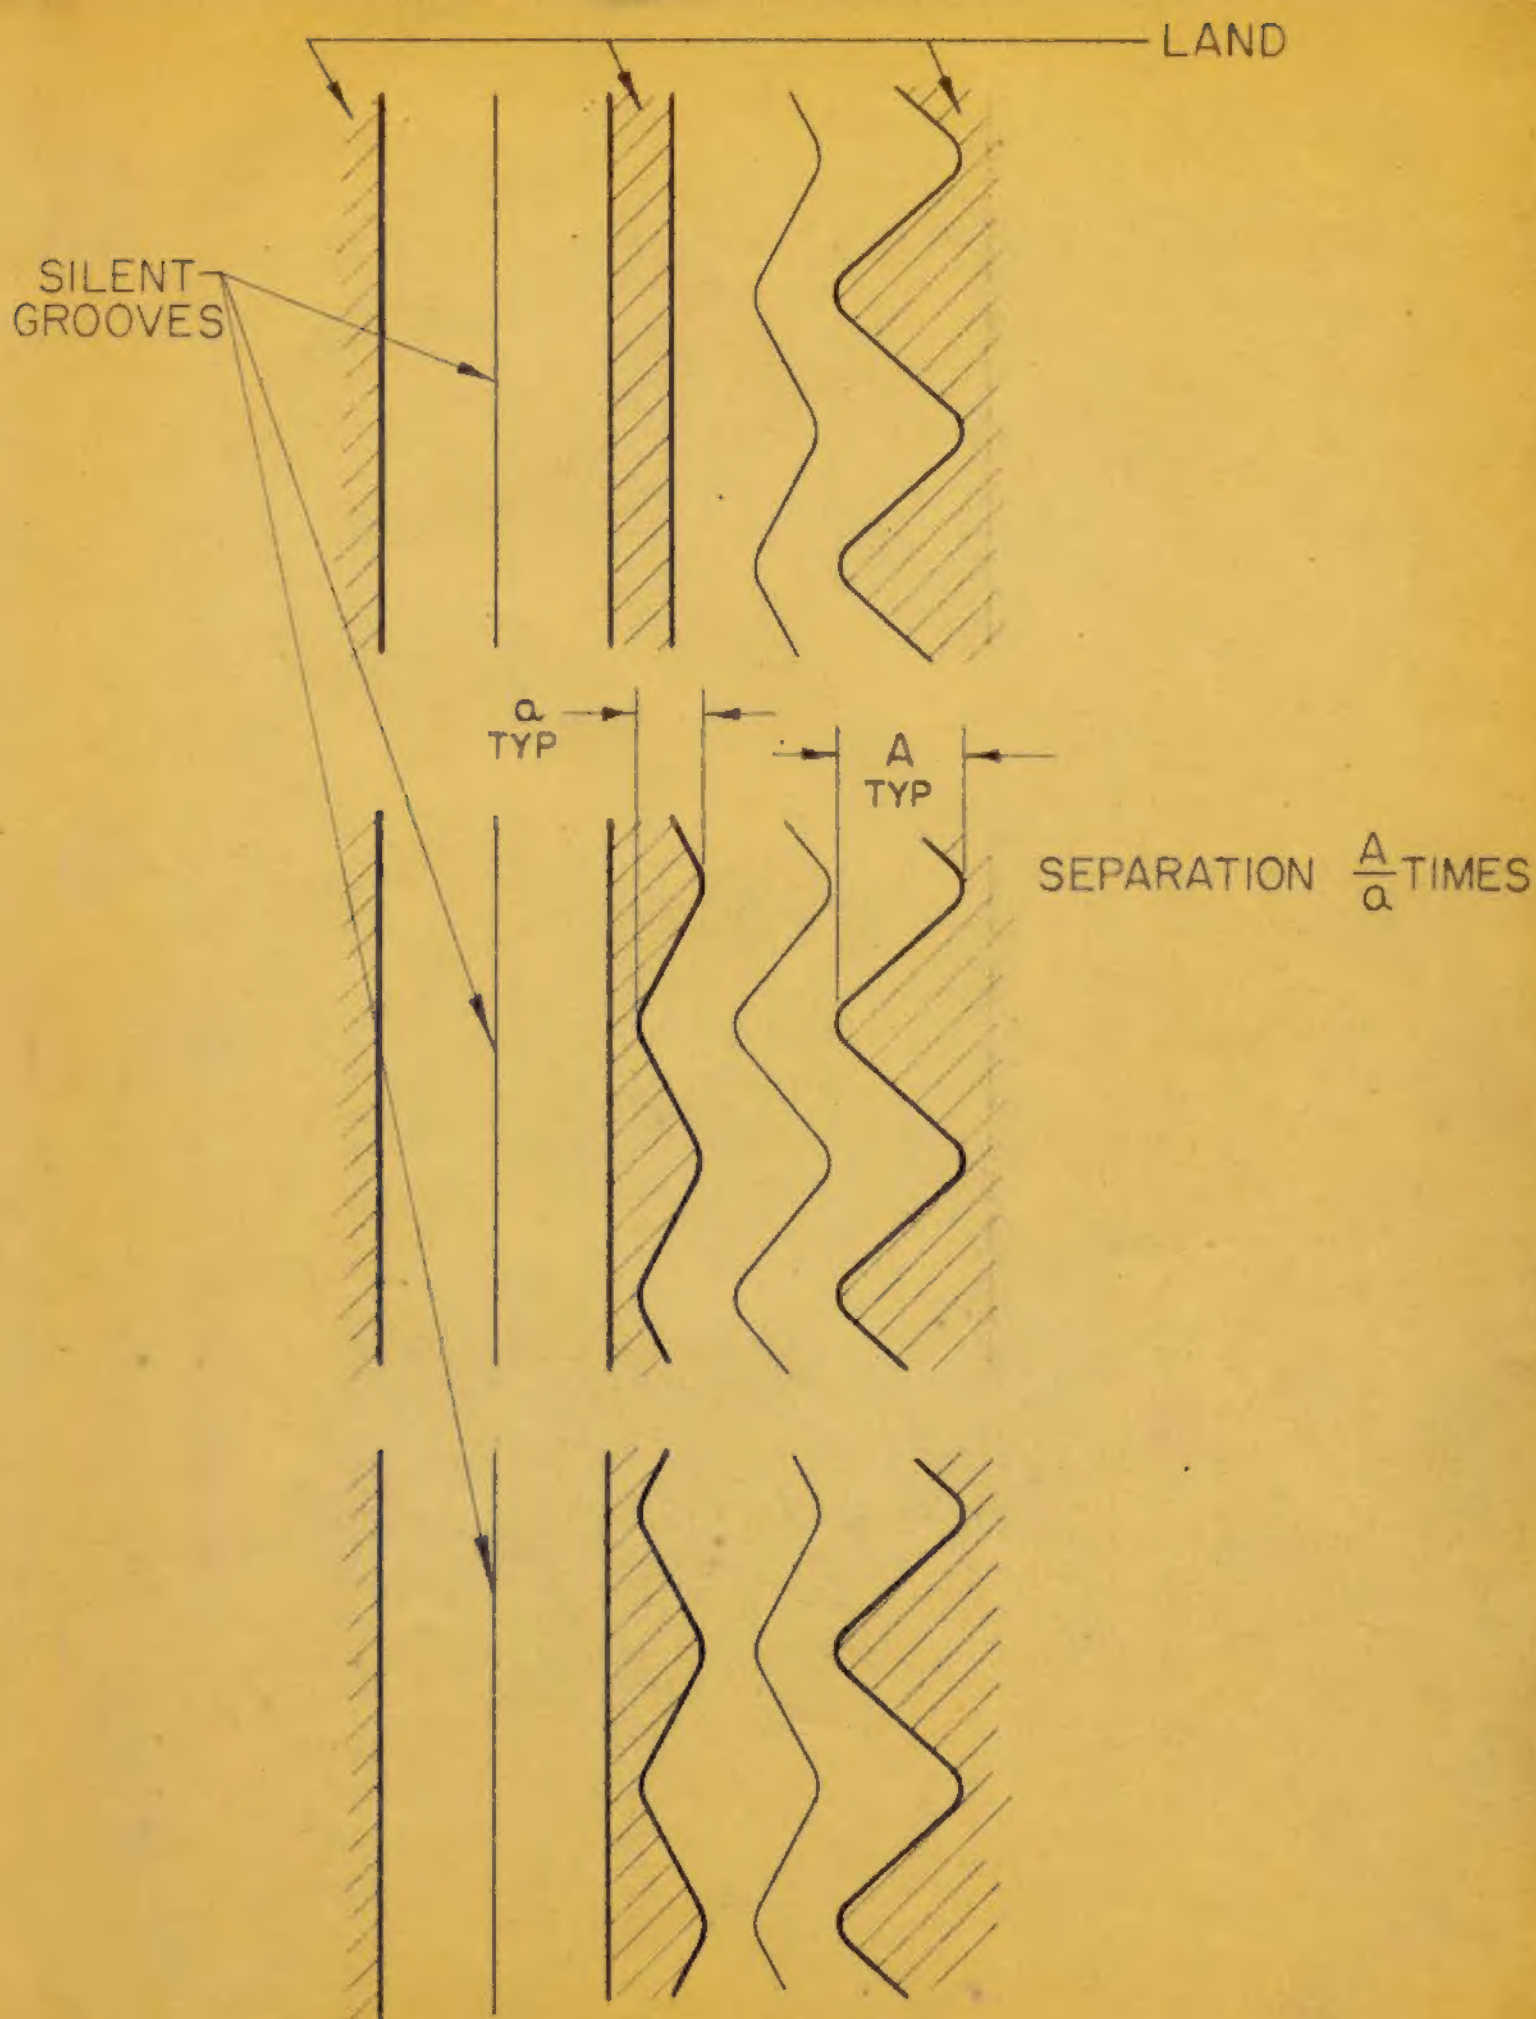 LAND
SILENT
GROOVES
a
TYP
A
TYP
SEPARATION A/a TIMES